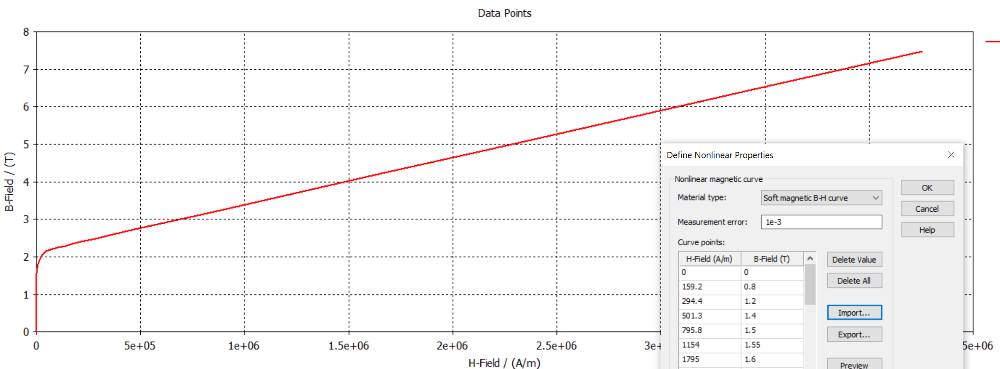 Data Points
8
7
6
5
4
3
2
1
0
B-Field / (T)
0
5e+05
1e+06
1.5e+06
2e+06
2.5e+06
3e+
5e+06
H-Field / (A/m)
Define Nonlinear Properties
Nonlinear magnetic curve
Material type:
Soft magnetic B-H curve
Measurement error:
1e-3
Curve points:
H-Field (A/m) B-Field (T)
0 0
159.2 0.8
294.4 1.2
501.3 1.4
795.8 1.5
1154 1.55
1795 1.6
OK
Cancel
Help
Delete Value
Delete All
Import...
Export...
Preview